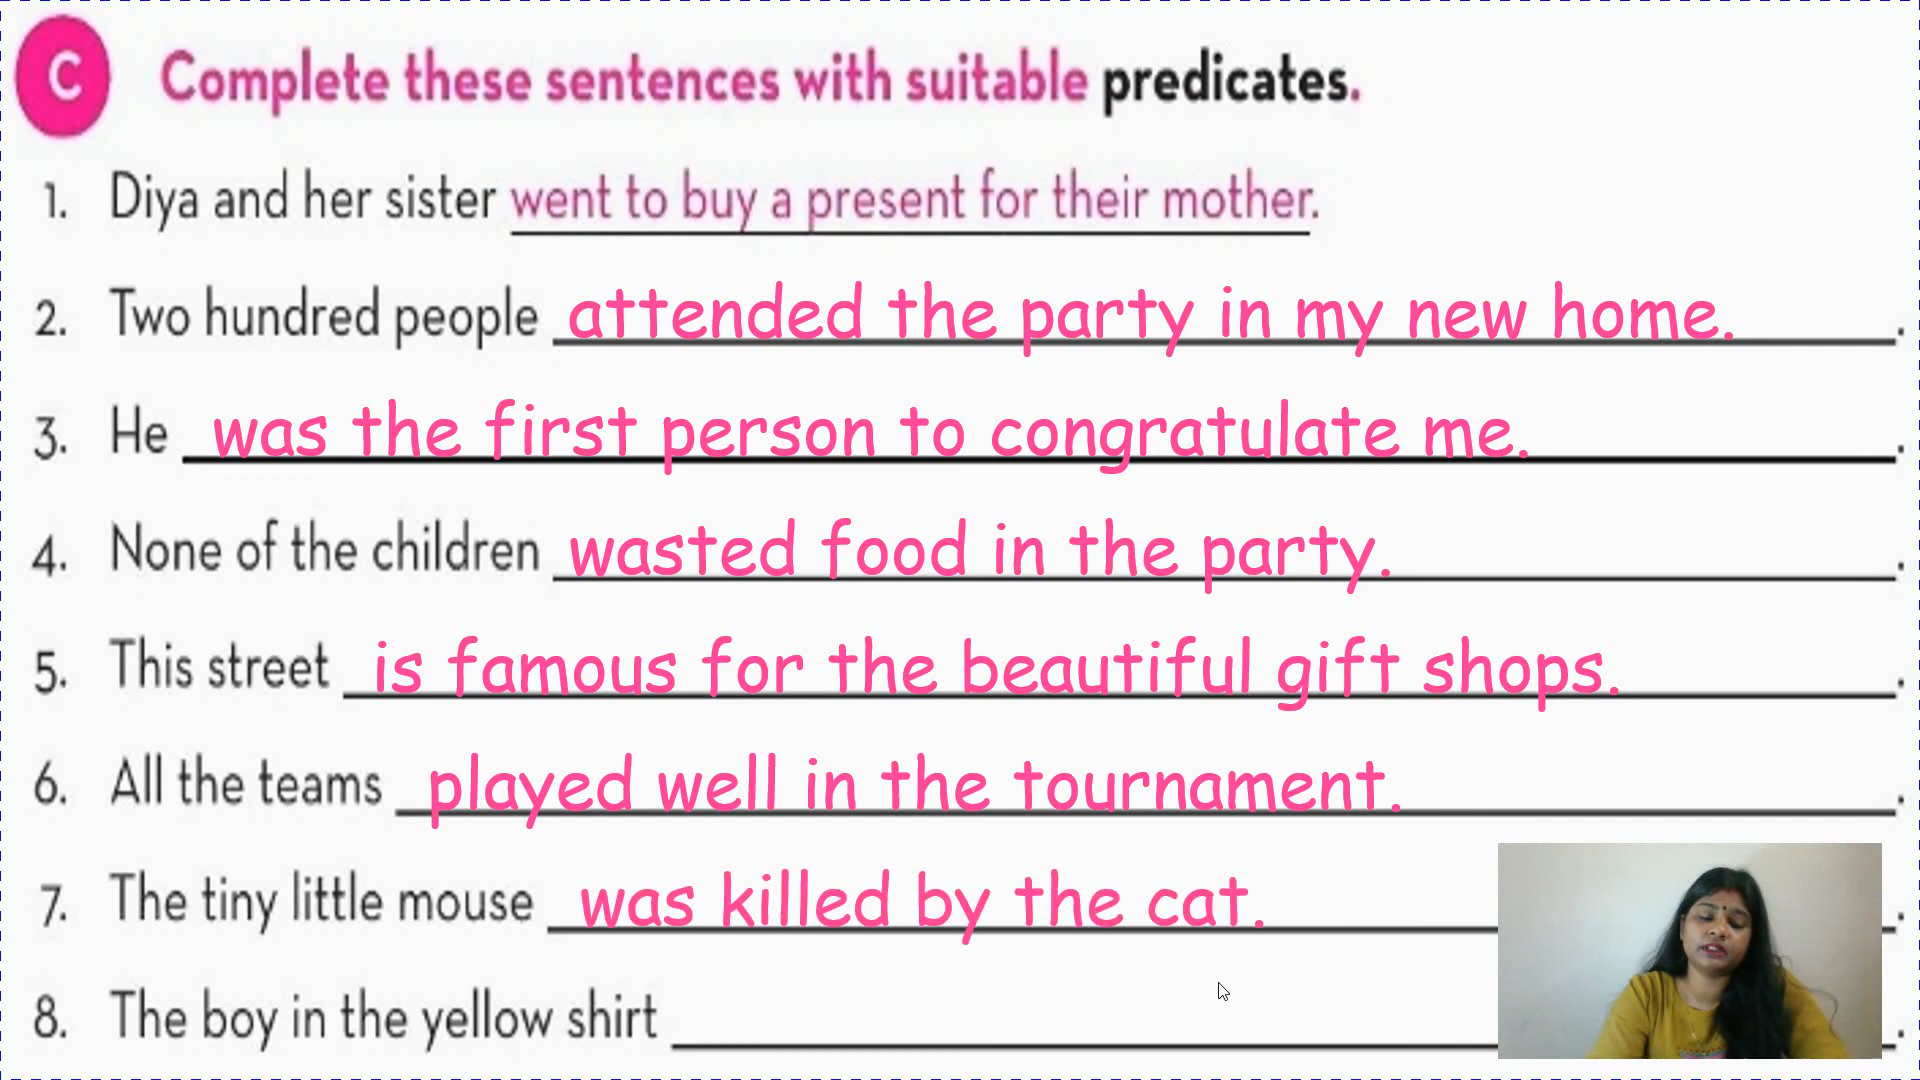 C Complete these sentences with suitable predicates.
1. Diya and her sister went to buy a present for their mother.
2. Two hundred people attended the party in my new home. .
3. He was the first person to congratulate me. .
4. None of the children wasted food in the party. .
5. This street is famous for the beautiful gift shops. .
6. All the teams played well in the tournament. .
7. The tiny little mouse was killed by the cat. .
8. The boy in the yellow shirt .